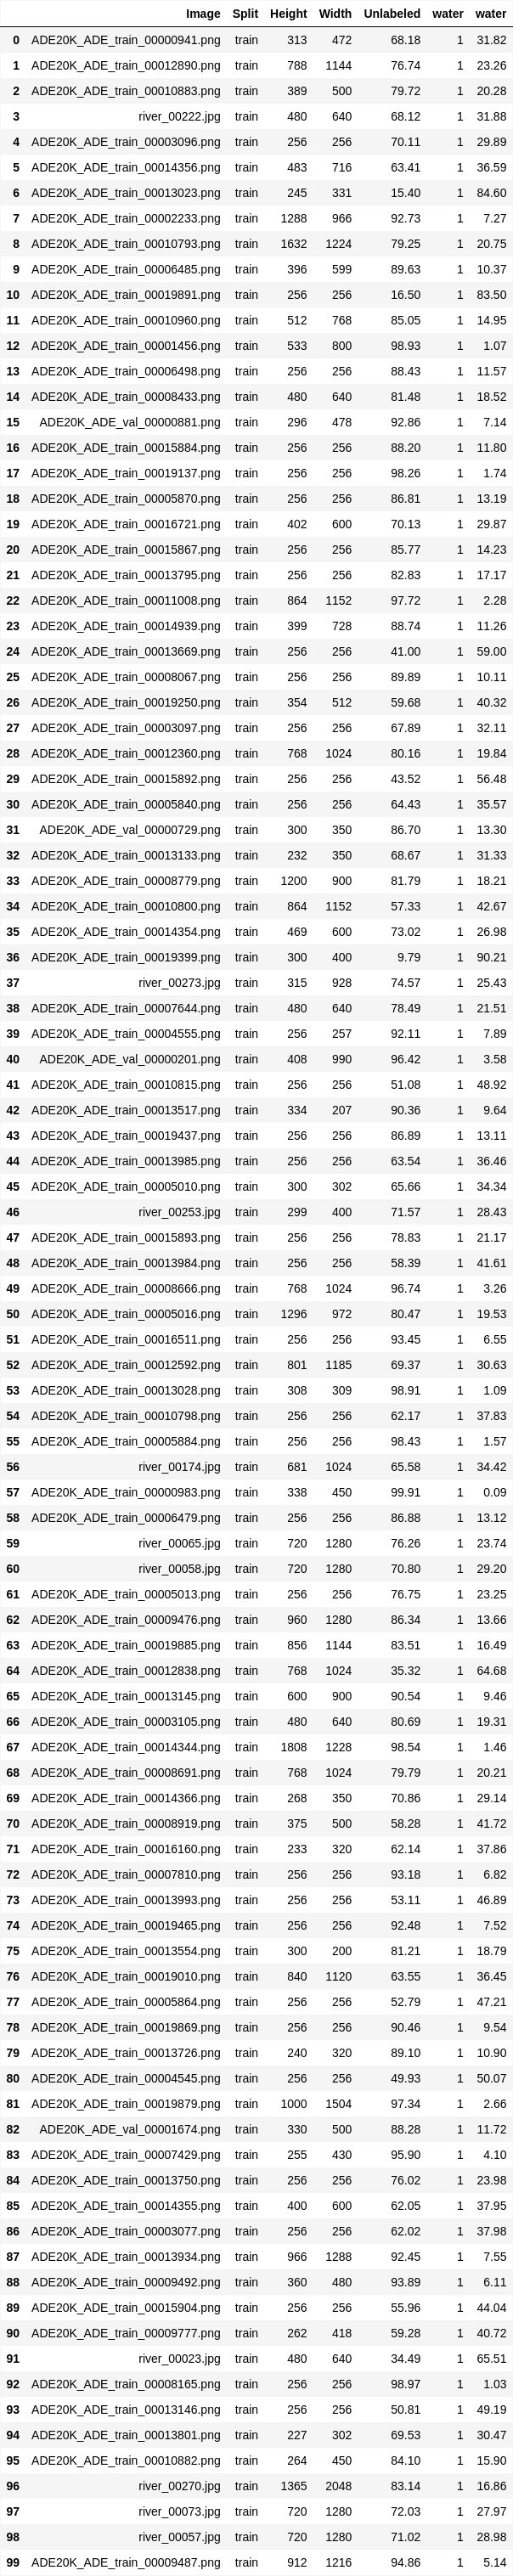 Image Split Height Width Unlabeled water water
0 ADE20K_ADE_train_00000941.png train 313 472 68.18 1 31.82
1 ADE20K_ADE_train_00012890.png train 788 1144 76.74 1 23.26
2 ADE20K_ADE_train_00010883.png train 389 500 79.72 1 20.28
3 river_00222.jpg train 480 640 68.12 1 31.88
4 ADE20K_ADE_train_00003096.png train 256 256 70.11 1 29.89
5 ADE20K_ADE_train_00014356.png train 483 716 63.41 1 36.59
6 ADE20K_ADE_train_00013023.png train 245 331 15.40 1 84.60
7 ADE20K_ADE_train_00002233.png train 1288 966 92.73 1 7.27
8 ADE20K_ADE_train_00010793.png train 1632 1224 79.25 1 20.75
9 ADE20K_ADE_train_00006485.png train 396 599 89.63 1 10.37
10 ADE20K_ADE_train_00019891.png train 256 256 16.50 1 83.50
11 ADE20K_ADE_train_00010960.png train 512 768 85.05 1 14.95
12 ADE20K_ADE_train_00001456.png train 533 800 98.93 1 1.07
13 ADE20K_ADE_train_00006498.png train 256 256 88.43 1 11.57
14 ADE20K_ADE_train_00008433.png train 480 640 81.48 1 18.52
15 ADE20K_ADE_val_00000881.png train 296 478 92.86 1 7.14
16 ADE20K_ADE_train_00015884.png train 256 256 88.20 1 11.80
17 ADE20K_ADE_train_00019137.png train 256 256 98.26 1 1.74
18 ADE20K_ADE_train_00005870.png train 256 256 86.81 1 13.19
19 ADE20K_ADE_train_00016721.png train 402 600 70.13 1 29.87
20 ADE20K_ADE_train_00015867.png train 256 256 85.77 1 14.23
21 ADE20K_ADE_train_00013795.png train 256 256 82.83 1 17.17
22 ADE20K_ADE_train_00011008.png train 864 1152 97.72 1 2.28
23 ADE20K_ADE_train_00014939.png train 399 728 88.74 1 11.26
24 ADE20K_ADE_train_00013669.png train 256 256 41.00 1 59.00
25 ADE20K_ADE_train_00008067.png train 256 256 89.89 1 10.11
26 ADE20K_ADE_train_00019250.png train 354 512 59.68 1 40.32
27 ADE20K_ADE_train_00003097.png train 256 256 67.89 1 32.11
28 ADE20K_ADE_train_00012360.png train 768 1024 80.16 1 19.84
29 ADE20K_ADE_train_00015892.png train 256 256 43.52 1 56.48
30 ADE20K_ADE_train_00005840.png train 256 256 64.43 1 35.57
31 ADE20K_ADE_val_00000729.png train 300 350 86.70 1 13.30
32 ADE20K_ADE_train_00013133.png train 232 350 68.67 1 31.33
33 ADE20K_ADE_train_00008779.png train 1200 900 81.79 1 18.21
34 ADE20K_ADE_train_00010800.png train 864 1152 57.33 1 42.67
35 ADE20K_ADE_train_00014354.png train 469 600 73.02 1 26.98
36 ADE20K_ADE_train_00019399.png train 300 400 9.79 1 90.21
37 river_00273.jpg train 315 928 74.57 1 25.43
38 ADE20K_ADE_train_00007644.png train 480 640 78.49 1 21.51
39 ADE20K_ADE_train_00004555.png train 256 257 92.11 1 7.89
40 ADE20K_ADE_val_00000201.png train 408 990 96.42 1 3.58
41 ADE20K_ADE_train_00010815.png train 256 256 51.08 1 48.92
42 ADE20K_ADE_train_00013517.png train 334 207 90.36 1 9.64
43 ADE20K_ADE_train_00019437.png train 256 256 86.89 1 13.11
44 ADE20K_ADE_train_00013985.png train 256 256 63.54 1 36.46
45 ADE20K_ADE_train_00005010.png train 300 302 65.66 1 34.34
46 river_00253.jpg train 299 400 71.57 1 28.43
47 ADE20K_ADE_train_00015893.png train 256 256 78.83 1 21.17
48 ADE20K_ADE_train_00013984.png train 256 256 58.39 1 41.61
49 ADE20K_ADE_train_00008666.png train 768 1024 96.74 1 3.26
50 ADE20K_ADE_train_00005016.png train 1296 972 80.47 1 19.53
51 ADE20K_ADE_train_00016511.png train 256 256 93.45 1 6.55
52 ADE20K_ADE_train_00012592.png train 801 1185 69.37 1 30.63
53 ADE20K_ADE_train_00013028.png train 308 309 98.91 1 1.09
54 ADE20K_ADE_train_00010798.png train 256 256 62.17 1 37.83
55 ADE20K_ADE_train_00005884.png train 256 256 98.43 1 1.57
56 river_00174.jpg train 681 1024 65.58 1 34.42
57 ADE20K_ADE_train_00000983.png train 338 450 99.91 1 0.09
58 ADE20K_ADE_train_00006479.png train 256 256 86.88 1 13.12
59 river_00065.jpg train 720 1280 76.26 1 23.74
60 river_00058.jpg train 720 1280 70.80 1 29.20
61 ADE20K_ADE_train_00005013.png train 256 256 76.75 1 23.25
62 ADE20K_ADE_train_00009476.png train 960 1280 86.34 1 13.66
63 ADE20K_ADE_train_00019885.png train 856 1144 83.51 1 16.49
64 ADE20K_ADE_train_00012838.png train 768 1024 35.32 1 64.68
65 ADE20K_ADE_train_00013145.png train 600 900 90.54 1 9.46
66 ADE20K_ADE_train_00003105.png train 480 640 80.69 1 19.31
67 ADE20K_ADE_train_00014344.png train 1808 1228 98.54 1 1.46
68 ADE20K_ADE_train_00008691.png train 768 1024 79.79 1 20.21
69 ADE20K_ADE_train_00014366.png train 268 350 70.86 1 29.14
70 ADE20K_ADE_train_00008919.png train 375 500 58.28 1 41.72
71 ADE20K_ADE_train_00016160.png train 233 320 62.14 1 37.86
72 ADE20K_ADE_train_00007810.png train 256 256 93.18 1 6.82
73 ADE20K_ADE_train_00013993.png train 256 256 53.11 1 46.89
74 ADE20K_ADE_train_00019465.png train 256 256 92.48 1 7.52
75 ADE20K_ADE_train_00013554.png train 300 200 81.21 1 18.79
76 ADE20K_ADE_train_00019010.png train 840 1120 63.55 1 36.45
77 ADE20K_ADE_train_00005864.png train 256 256 52.79 1 47.21
78 ADE20K_ADE_train_00019869.png train 256 256 90.46 1 9.54
79 ADE20K_ADE_train_00013726.png train 240 320 89.10 1 10.90
80 ADE20K_ADE_train_00004545.png train 256 256 49.93 1 50.07
81 ADE20K_ADE_train_00019879.png train 1000 1504 97.34 1 2.66
82 ADE20K_ADE_val_00001674.png train 330 500 88.28 1 11.72
83 ADE20K_ADE_train_00007429.png train 255 430 95.90 1 4.10
84 ADE20K_ADE_train_00013750.png train 256 256 76.02 1 23.98
85 ADE20K_ADE_train_00014355.png train 400 600 62.05 1 37.95
86 ADE20K_ADE_train_00003077.png train 256 256 62.02 1 37.98
87 ADE20K_ADE_train_00013934.png train 966 1288 92.45 1 7.55
88 ADE20K_ADE_train_00009492.png train 360 480 93.89 1 6.11
89 ADE20K_ADE_train_00015904.png train 256 256 55.96 1 44.04
90 ADE20K_ADE_train_00009777.png train 262 418 59.28 1 40.72
91 river_00023.jpg train 480 640 34.49 1 65.51
92 ADE20K_ADE_train_00008165.png train 256 256 98.97 1 1.03
93 ADE20K_ADE_train_00013146.png train 256 256 50.81 1 49.19
94 ADE20K_ADE_train_00013801.png train 227 302 69.53 1 30.47
95 ADE20K_ADE_train_00010882.png train 264 450 84.10 1 15.90
96 river_00270.jpg train 1365 2048 83.14 1 16.86
97 river_00073.jpg train 720 1280 72.03 1 27.97
98 river_00057.jpg train 720 1280 71.02 1 28.98
99 ADE20K_ADE_train_00009487.png train 912 1216 94.86 1 5.14